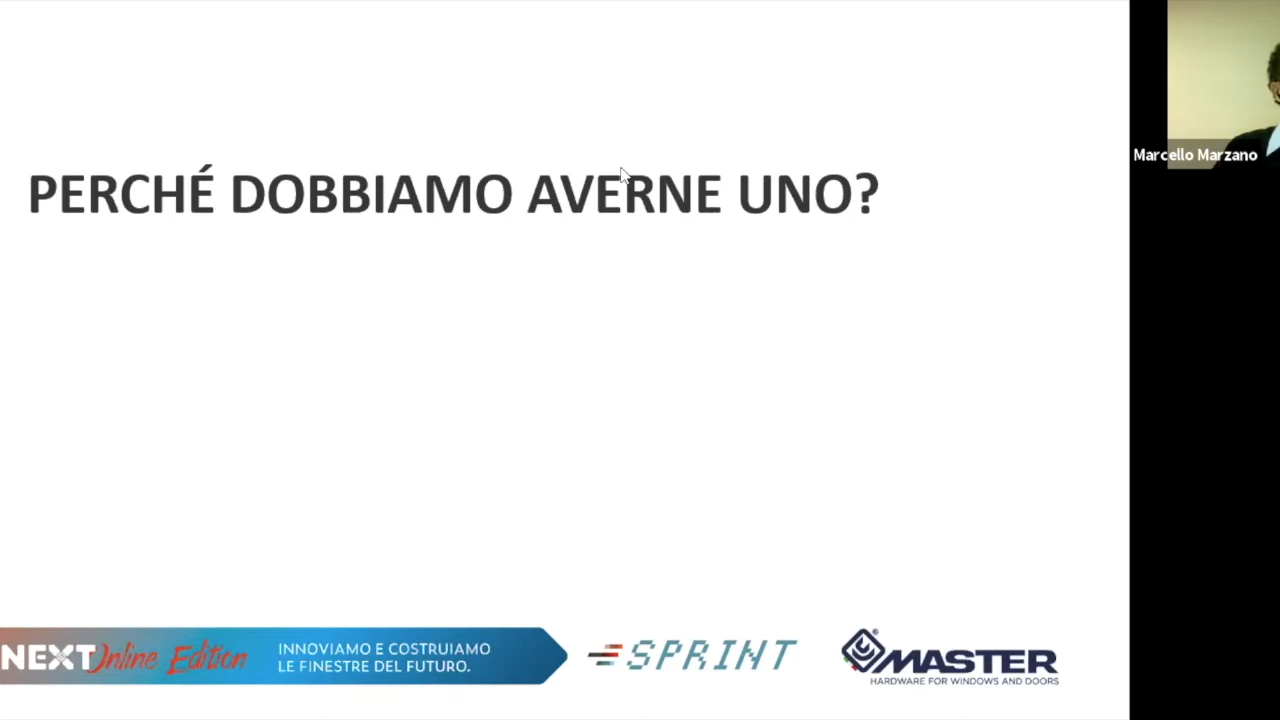 PERCHÉ DOBBIAMO AVERNE UNO?
Marcello Marzano
NEXT Online Edition
INNOVIAMO E COSTRUIAMO
LE FINESTRE DEL FUTURO.
SPRINT
MASTER
HARDWARE FOR WINDOWS AND DOORS